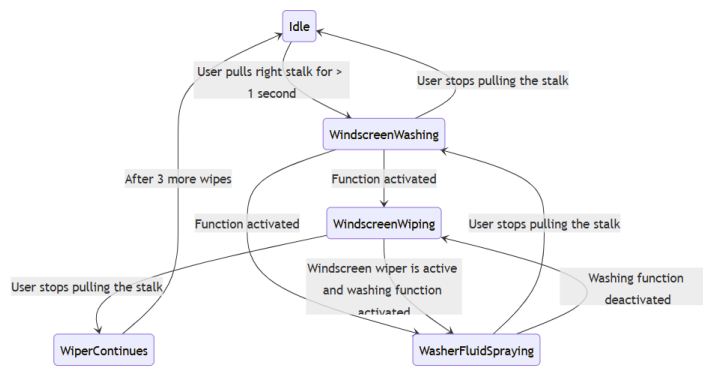 Idle
User pulls right stalk for >
1 second
User stops pulling the stalk
WindscreenWashing
After 3 more wipes
Function activated
Function activated
WindscreenWiping
User stops pulling the stalk
User stops pulling the stalk
Windscreen wiper is active
and washing function
activated
Washing function
deactivated
WiperContinues
WasherFluidSpraying